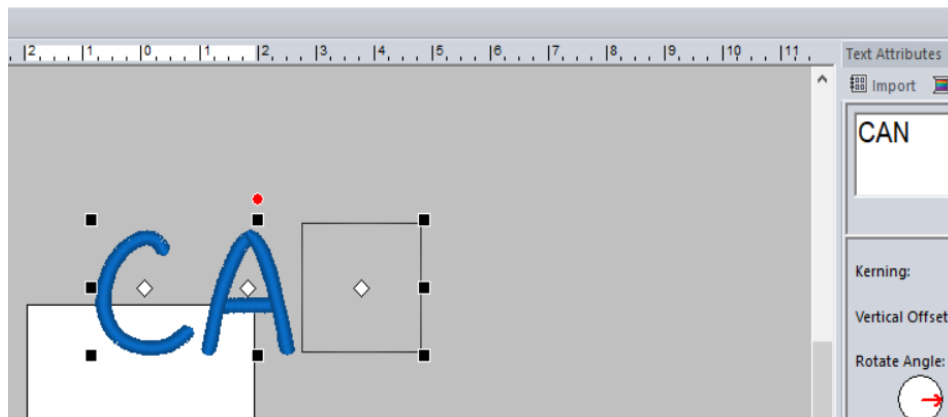 2 1 0 1 2 3 4 5 6 7 8 9 10 11
Text Attributes
Import
CAN
CA
Kerning:
Vertical Offset
Rotate Angle: